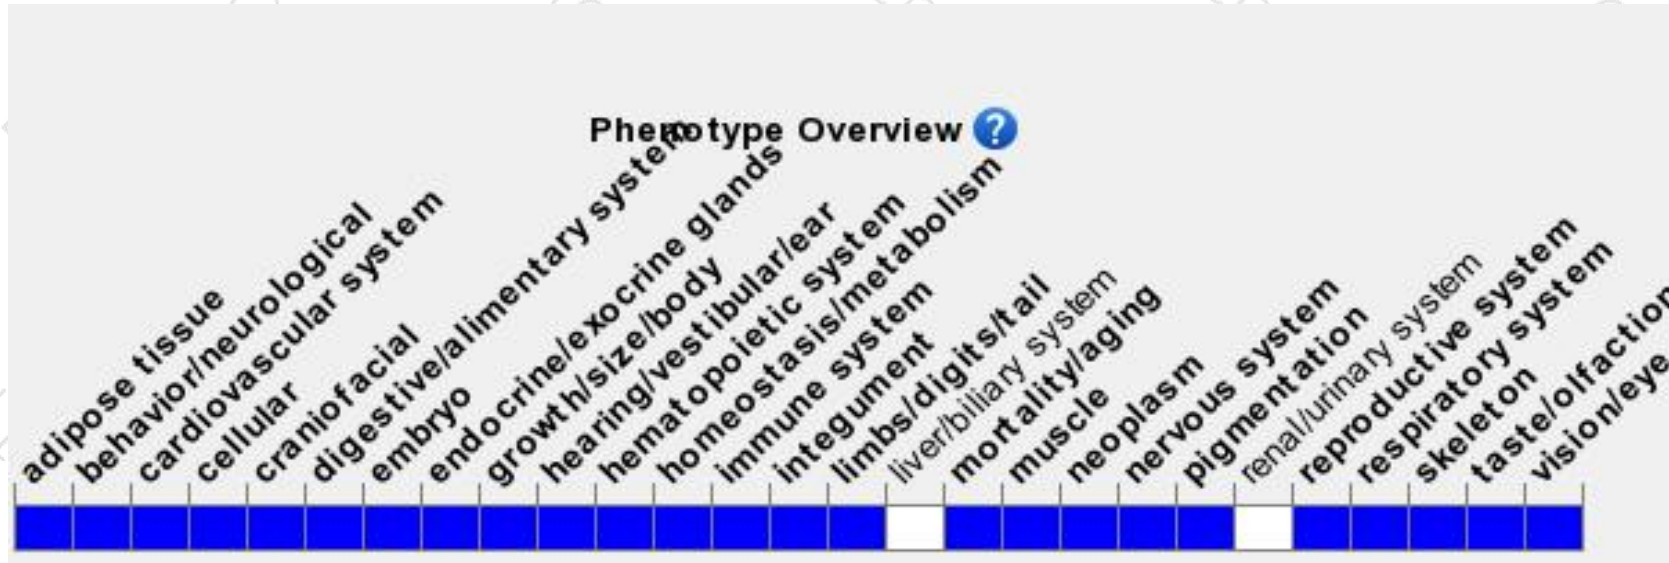 Phenotype Overview ?
adipose tissue
behavior/neurological
cardiovascular system
cellular
craniofacial
digestive/alimentary system
embryo
endocrine/exocrine glands
growth/size/body
hearing/vestibular/ear
hematopoietic system
homeostasis/metabolism
immune system
integument
limbs/digits/tail
liver/biliary system
mortality/aging
muscle
neoplasm
nervous system
pigmentation
renal/urinary system
reproductive system
respiratory system
skeleton
taste/olfaction
vision/eye